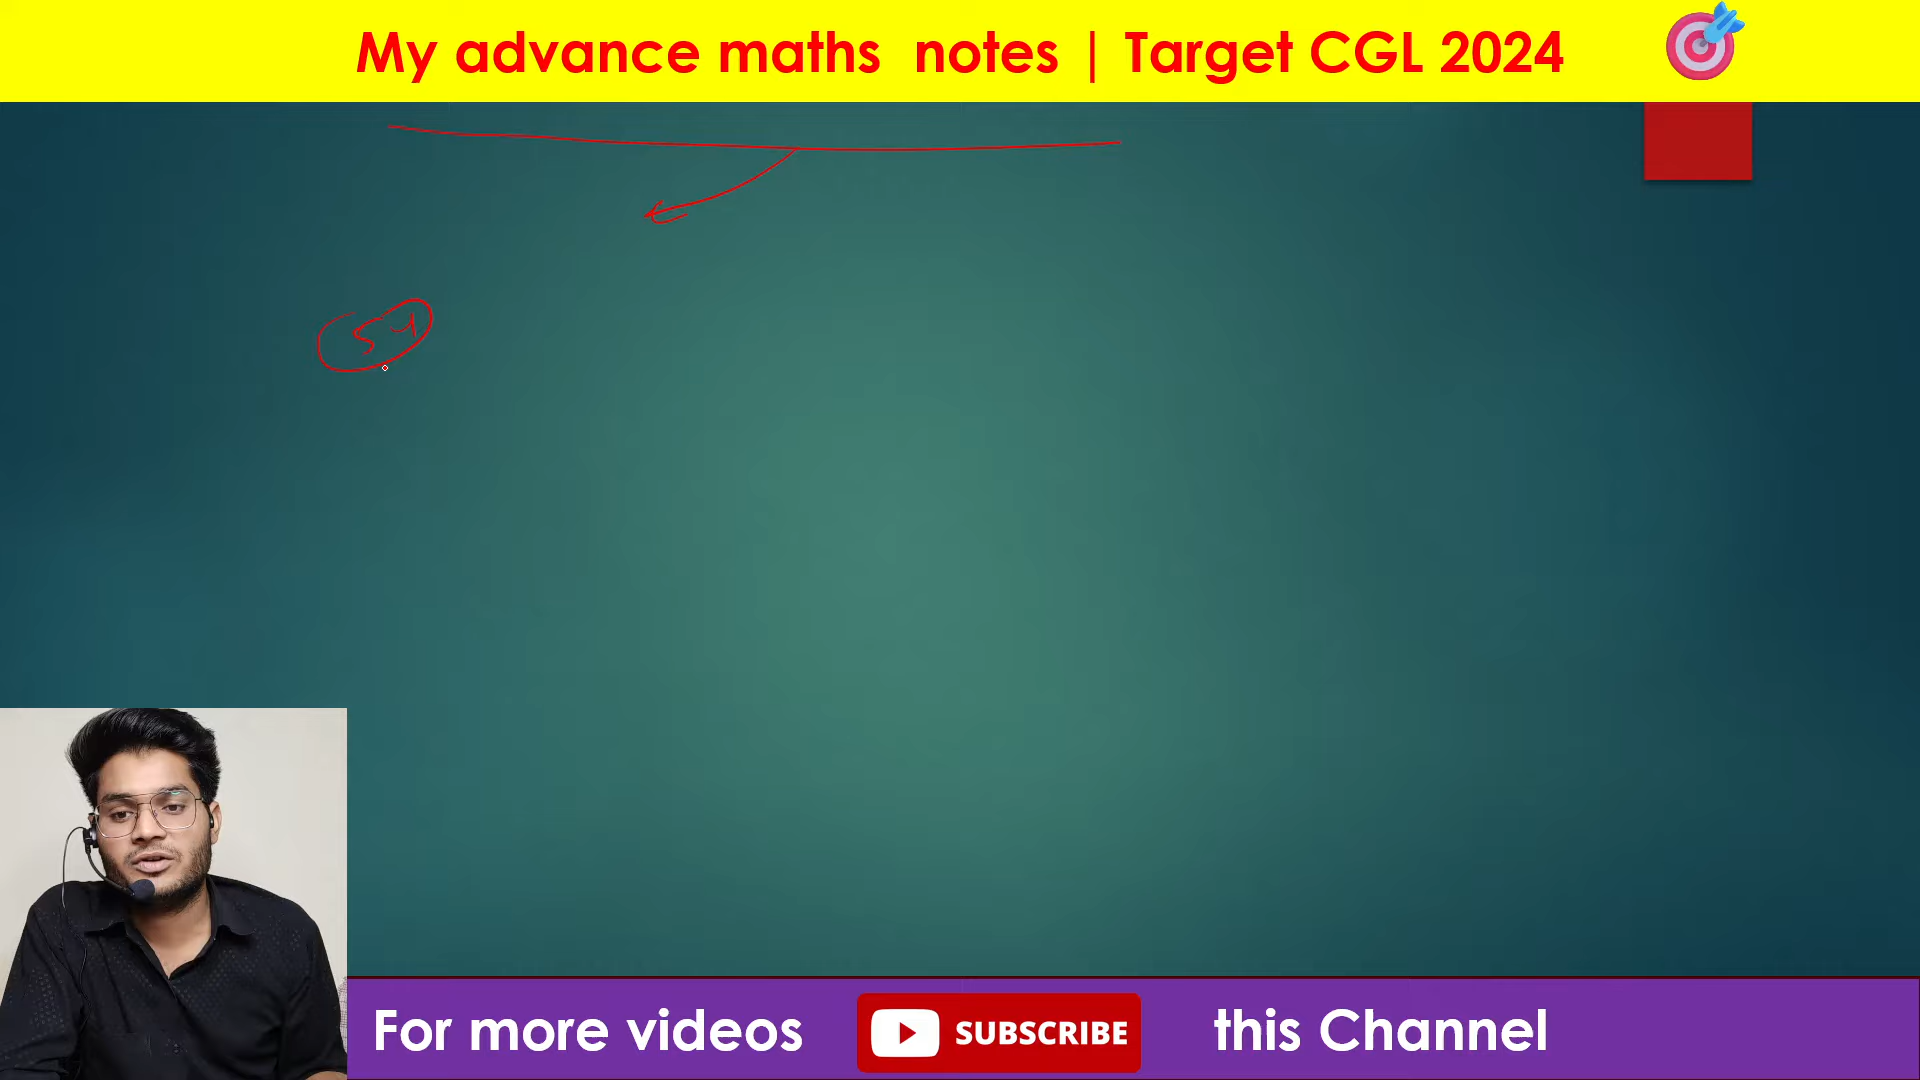 My advance maths notes | Target CGL 2024
For more videos SUBSCRIBE this Channel